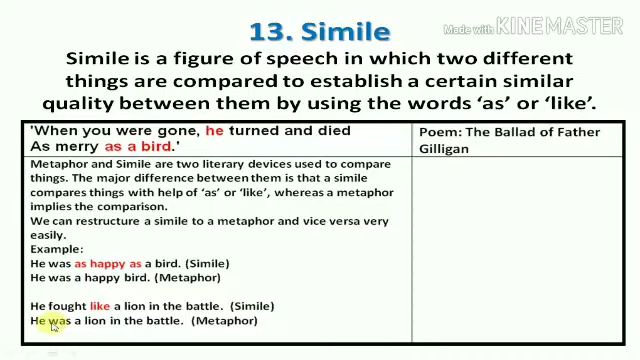 13. Simile
Made with KINEMASTER
Simile is a figure of speech in which two different
things are compared to establish a certain similar
quality between them by using the words ‘as’ or ‘like’.
'When you were gone, he turned and died
As merry as a bird.'
Poem: The Ballad of Father
Gilligan
Metaphor and Simile are two literary devices used to compare
things. The major difference between them is that a simile
compares things with help of ‘as’ or ‘like’, whereas a metaphor
implies the comparison.
We can restructure a simile to a metaphor and vice versa very
easily.
Example:
He was as happy as a bird. (Simile)
He was a happy bird. (Metaphor)
He fought like a lion in the battle. (Simile)
He was a lion in the battle. (Metaphor)